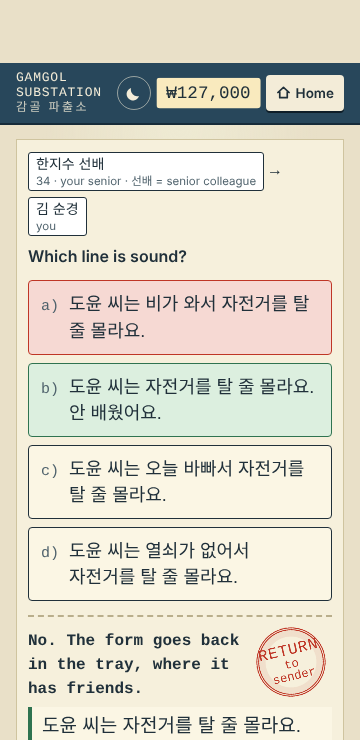 GAMGOL
SUBSTATION
감골 파출소
₩127,000
Home
한지수 선배
34 · your senior · 선배 = senior colleague
→
김 순경
you
Which line is sound?
a) 도윤 씨는 비가 와서 자전거를 탈
줄 몰라요.
b) 도윤 씨는 자전거를 탈 줄 몰라요.
안 배웠어요.
c) 도윤 씨는 오늘 바빠서 자전거를
탈 줄 몰라요.
d) 도윤 씨는 열쇠가 없어서
자전거를 탈 줄 몰라요.
No. The form goes back
in the tray, where it
has friends.
RETURN
to
sender
도윤 씨는 자전거를 탈 줄 몰라요.